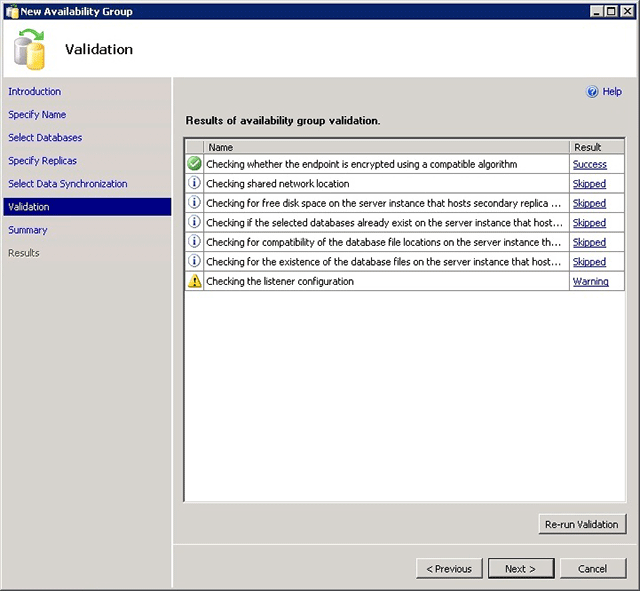 New Availability Group
Validation
Introduction
Specify Name
Select Databases
Specify Replicas
Select Data Synchronization
Validation
Summary
Results
Help
Results of availability group validation.
Name Result
Checking whether the endpoint is encrypted using a compatible algorithm Success
Checking shared network location Skipped
Checking for free disk space on the server instance that hosts secondary replica ... Skipped
Checking if the selected databases already exist on the server instance that host... Skipped
Checking for compatibility of the database file locations on the server instance th... Skipped
Checking for the existence of the database files on the server instance that host... Skipped
Checking the listener configuration Warning
Re-run Validation
< Previous Next > Cancel